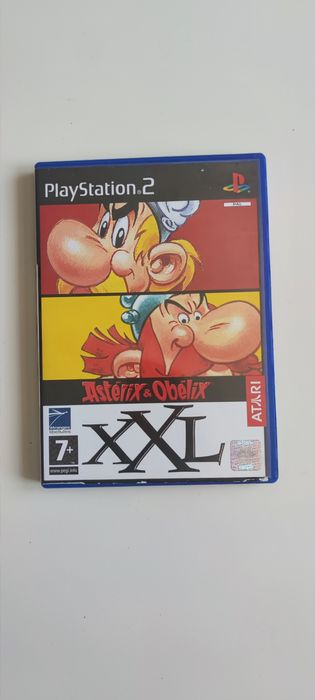 PlayStation®2
PAL
Astérix & Obélix
XXL
ATARI
7+
www.pegi.info